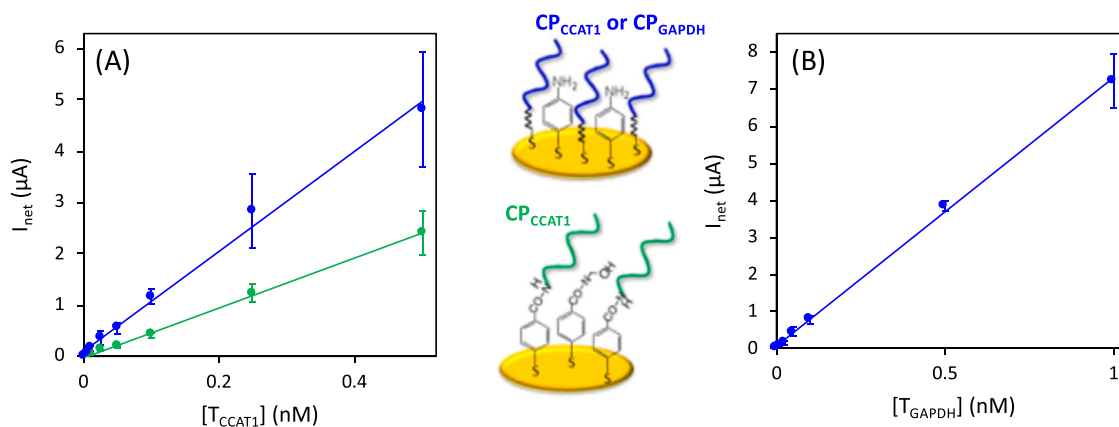 (A)
6
5
4
3
2
1
0
I_net (µA)
0
0.2
0.4
[T_CCAT1] (nM)
CP_CCAT1 or CP_GAPDH
NH₂
NH₂
S
S
S
S
S
CP_CCAT1
H
CO-N
CO-N
OH
CO-N
H
S
S
S
(B)
8
7
6
5
4
3
2
1
0
I_net (µA)
0
0.5
1
[T_GAPDH] (nM)